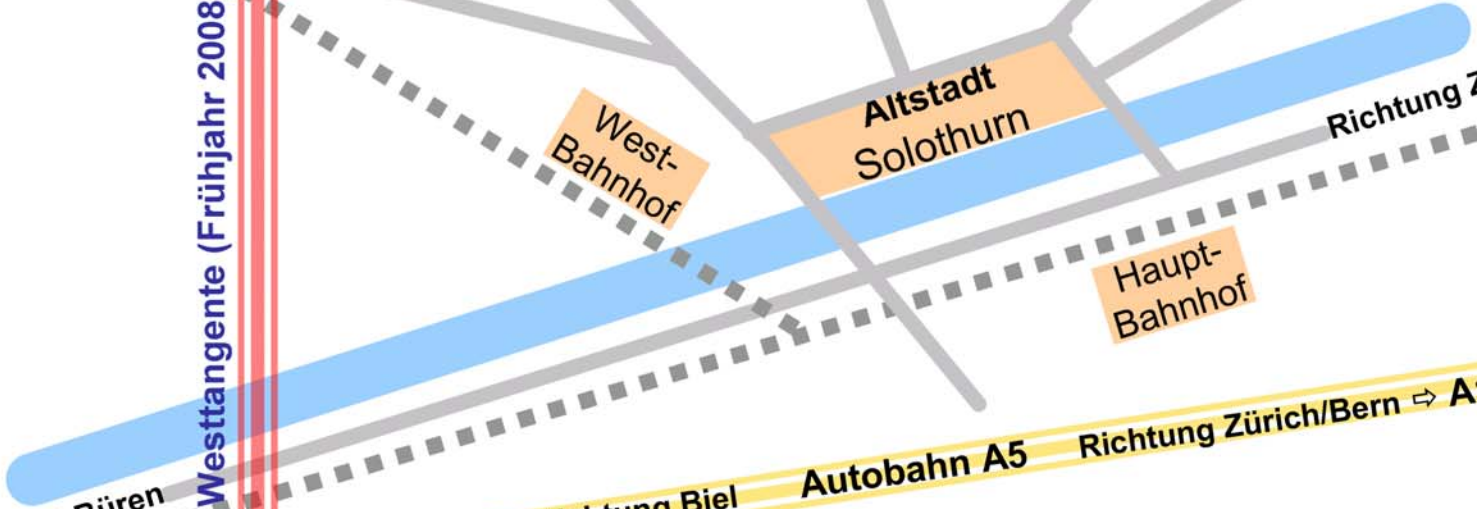 Westtangente (Frühjahr 2008
West-
Bahnhof
Altstadt
Solothurn
Richtung
Haupt-
Bahnhof
Büren
Biel
Autobahn A5
Richtung Zürich/Bern ⇨